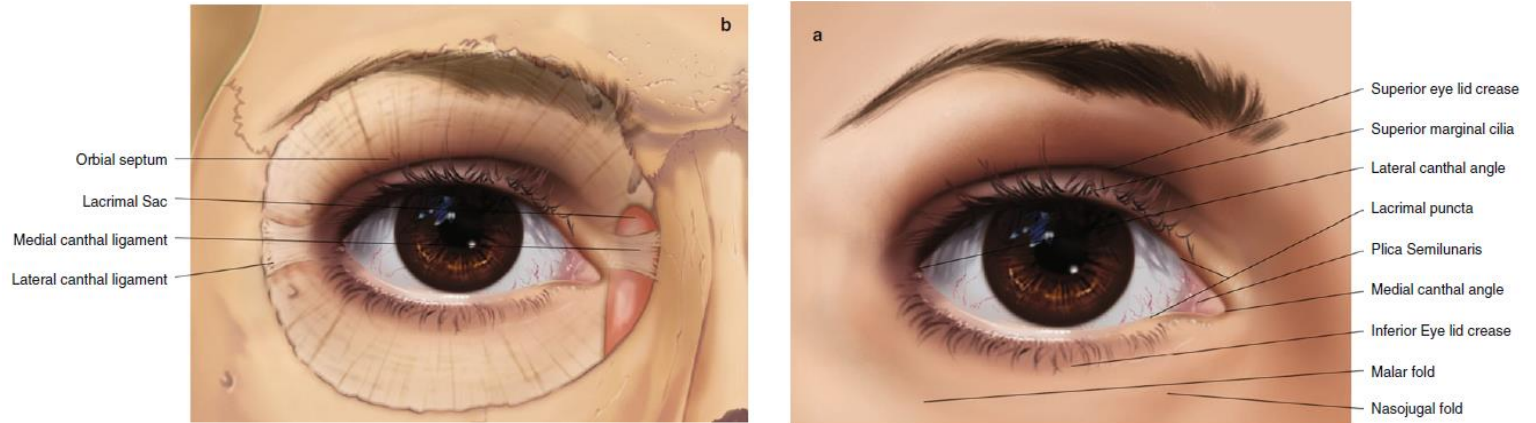 b
Orbial septum
Lacrimal Sac
Medial canthal ligament
Lateral canthal ligament
a
Superior eye lid crease
Superior marginal cilia
Lateral canthal angle
Lacrimal puncta
Plica Semilunaris
Medial canthal angle
Inferior Eye lid crease
Malar fold
Nasojugal fold